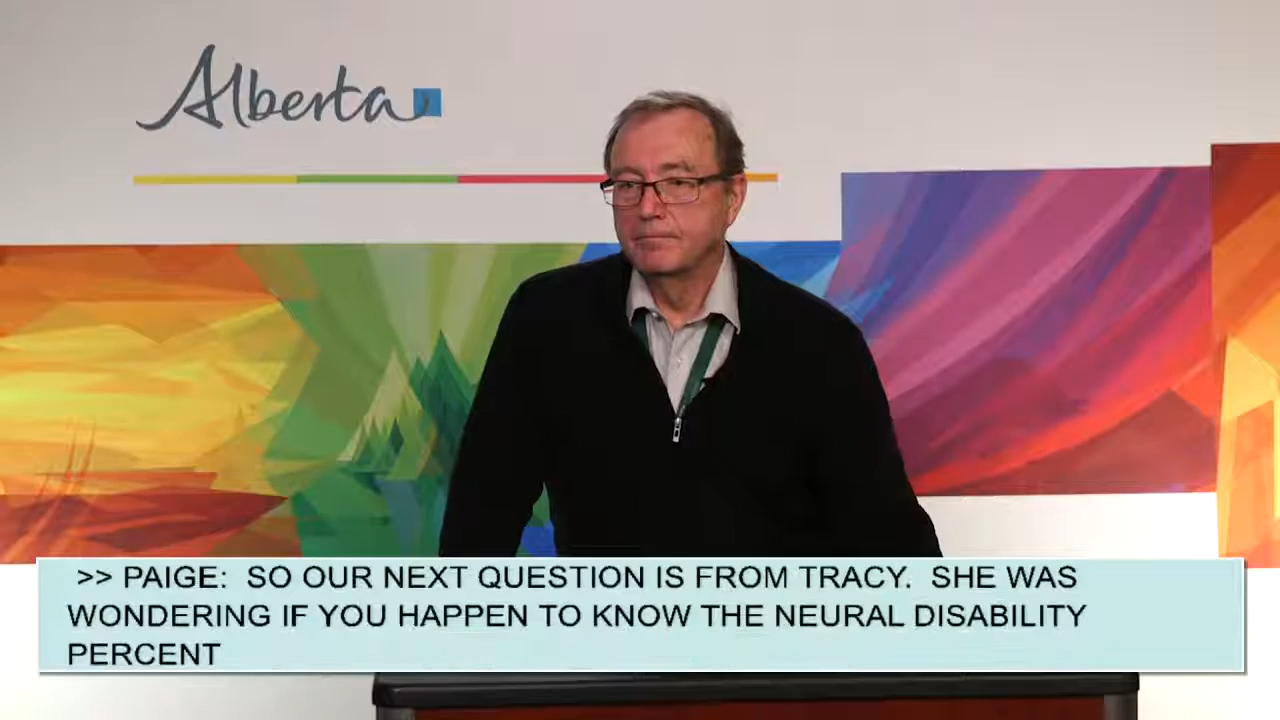 Alberta
>> PAIGE: SO OUR NEXT QUESTION IS FROM TRACY. SHE WAS
WONDERING IF YOU HAPPEN TO KNOW THE NEURAL DISABILITY
PERCENT